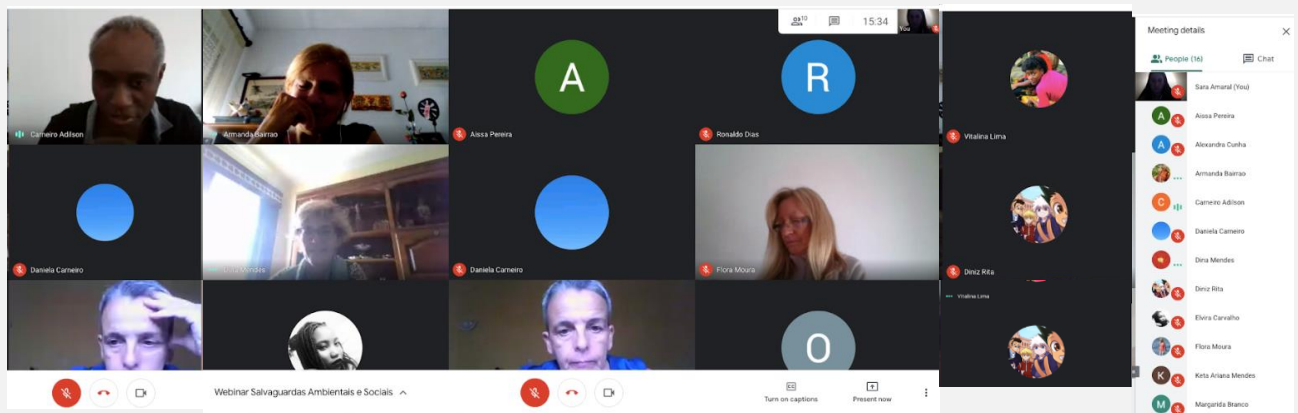 10
15:34
You
Carneiro Adilson
Armanda Bairrao
A
Aissa Pereira
R
Ronaldo Dias
Daniela Carneiro
Mendes
Daniela Carneiro
Flora Moura
O
Webinar Salvaguardas Ambientais e Sociais
Turn on captions
Present now
Vitalina Lima
Diniz Rita
Vitalina Lima
Meeting details
People (16)
Chat
Sara Amaral (You)
A
Aissa Pereira
A
Alexandra Cunha
Armanda Bairrao
C
Carneiro Adilson
Daniela Carneiro
Dina Mendes
Diniz Rita
Elvira Carvalho
Flora Moura
K
Keta Ariana Mendes
M
Margarida Branco